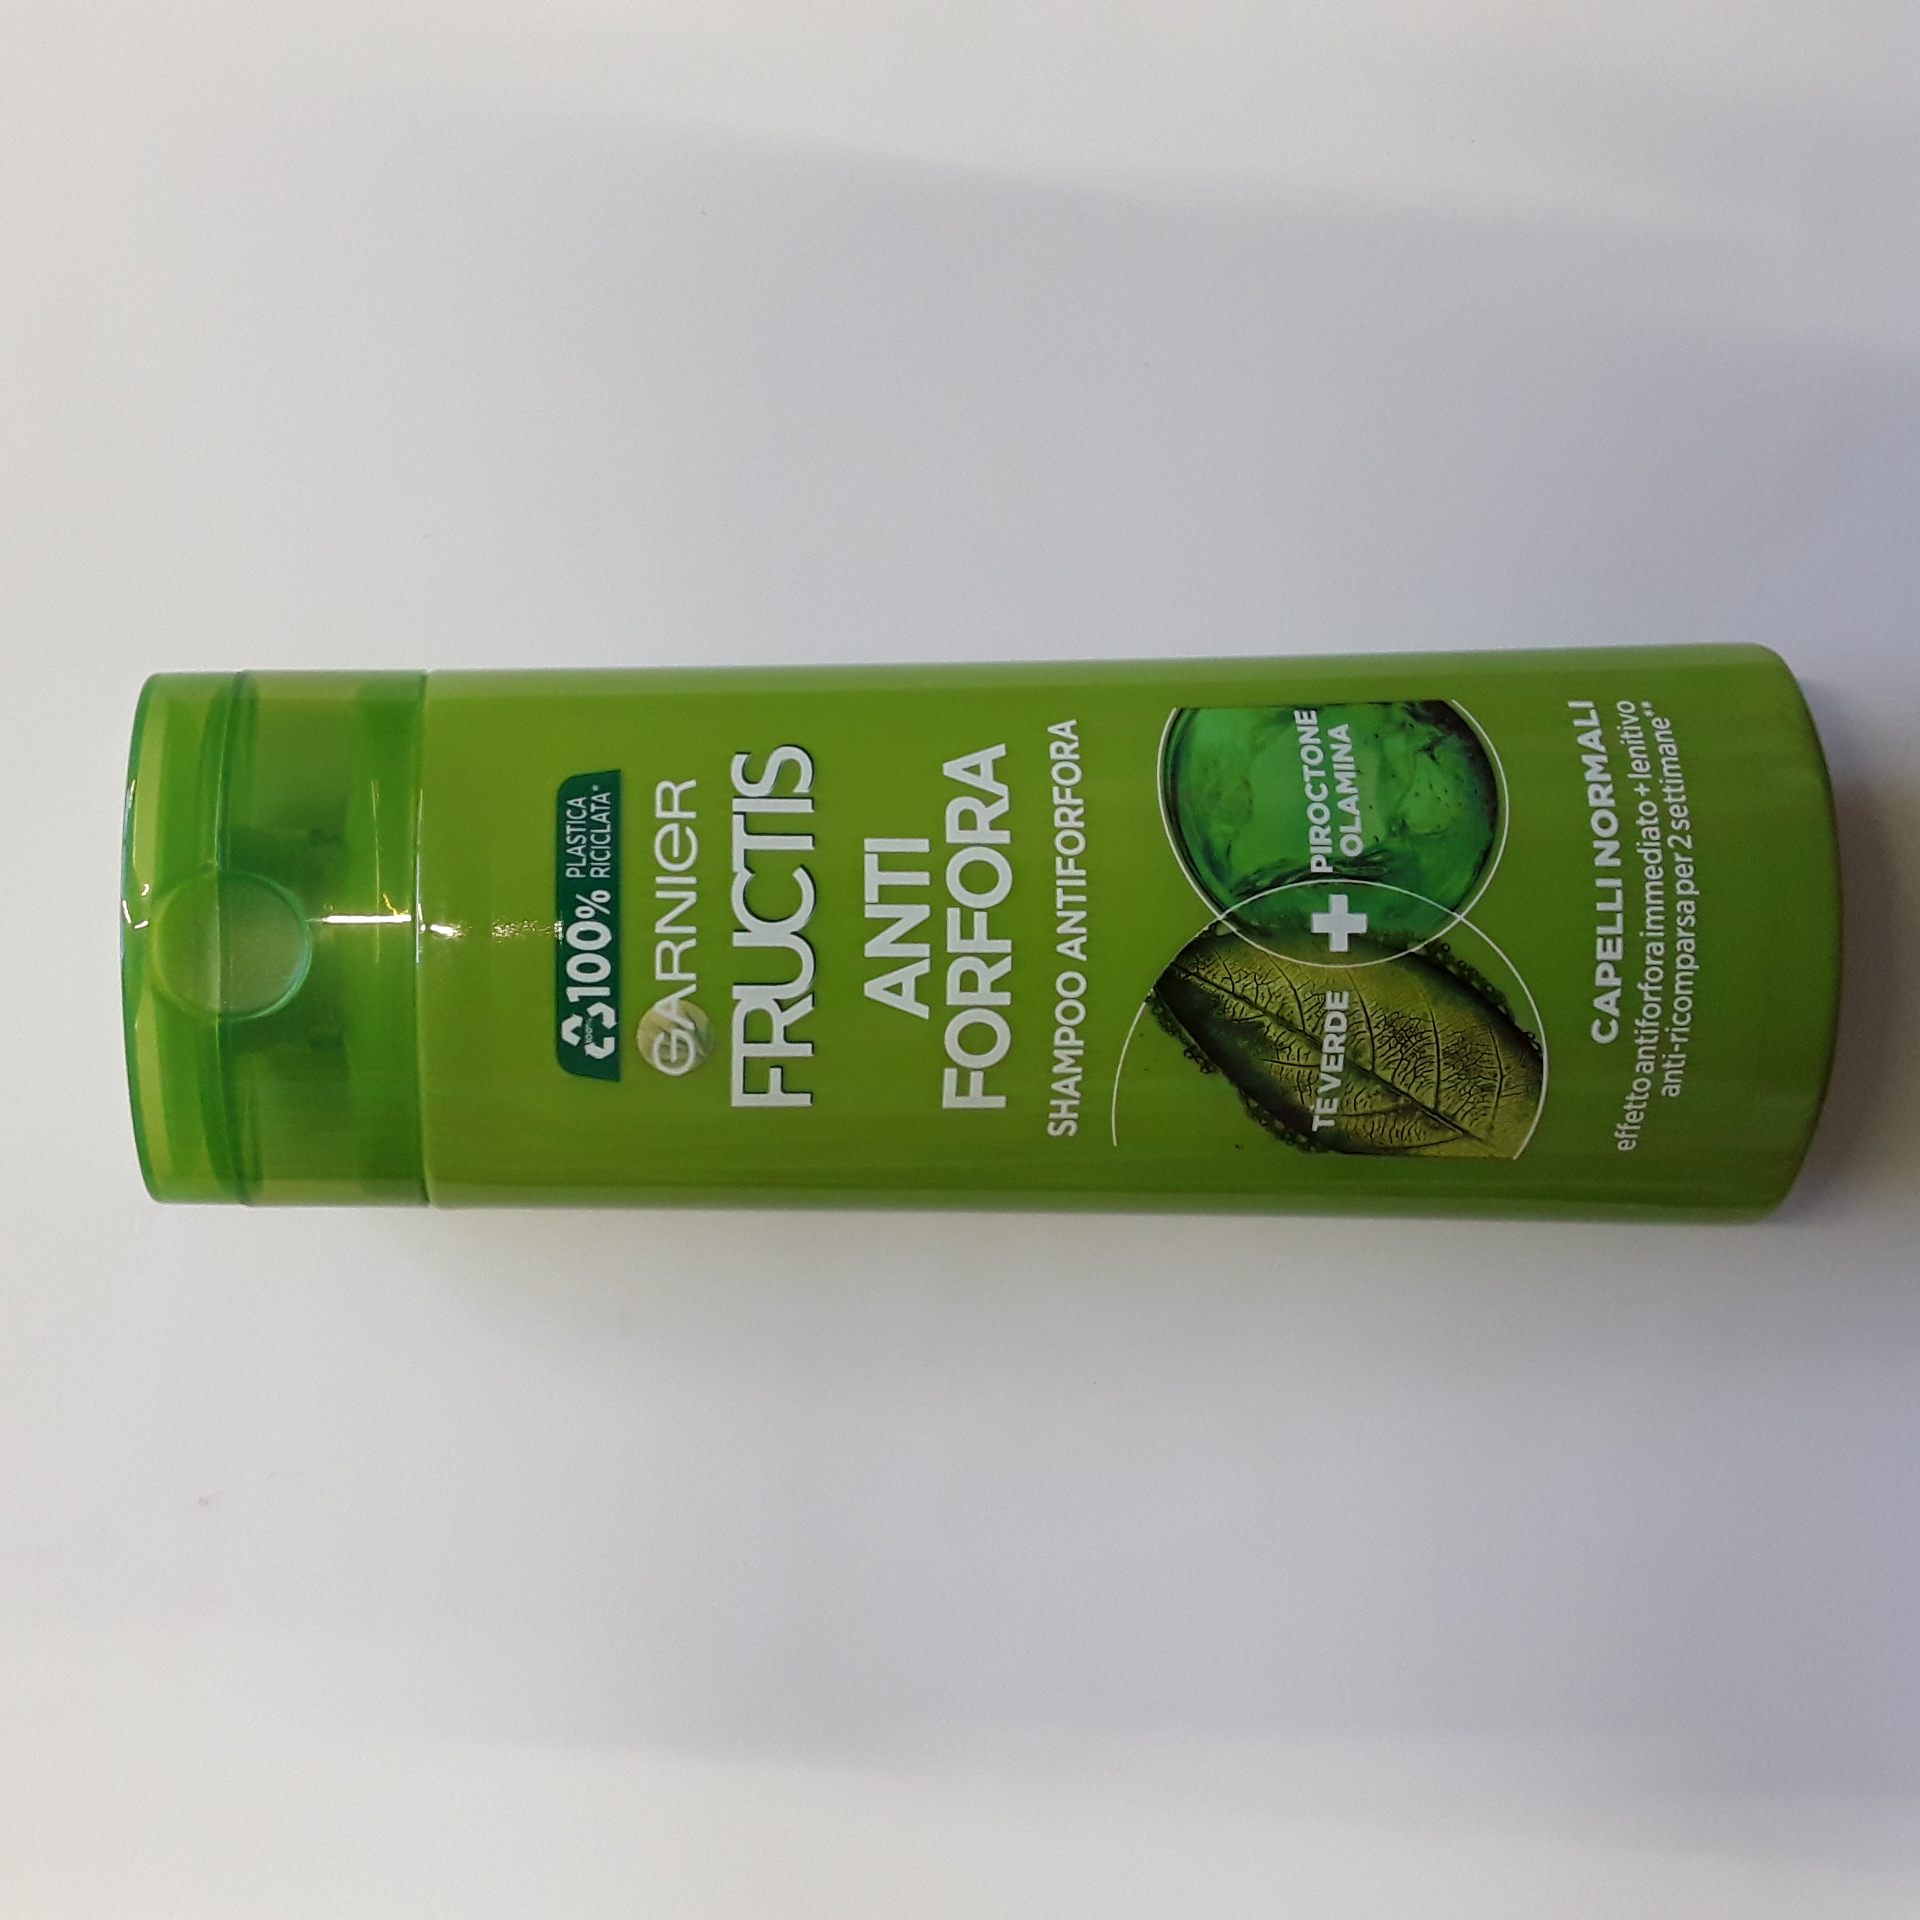 100% PLASTICA
RICICLATA*
GARNIER
FRUCTIS
ANTI
FORFORA
SHAMPOO ANTIFORFORA
TE VERDE + PIROCTONE
OLAMINA
CAPELLI NORMALI
effetto antiforfora immediato + lenitivo
anti-ricomparsa per 2 settimane**